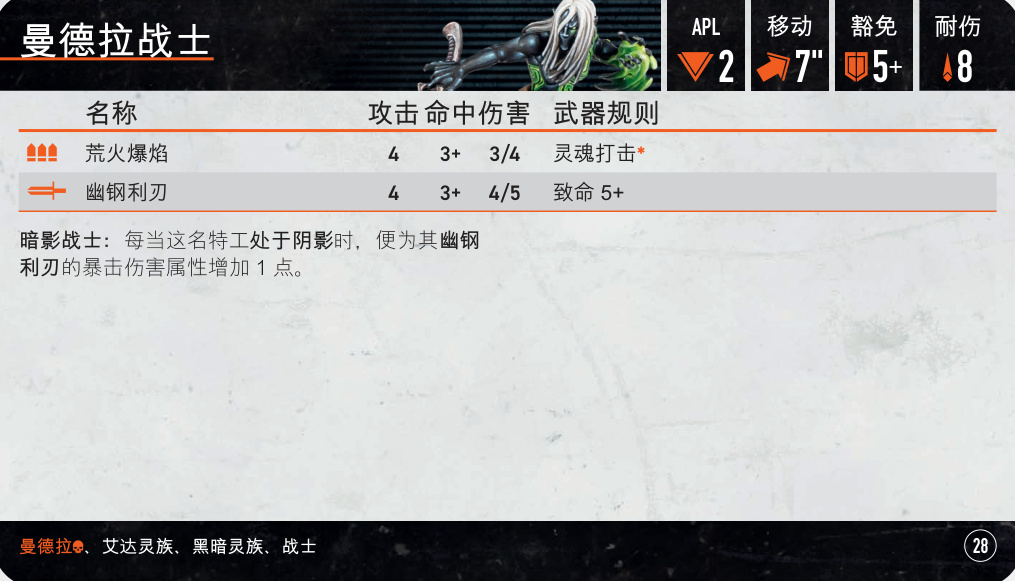 曼德拉战士
APL 移动 豁免 耐伤
2 7" 5+ 8
名称 攻击 命中 伤害 武器规则
荒火爆焰 4 3+ 3/4 灵魂打击*
幽钢利刃 4 3+ 4/5 致命 5+
暗影战士：每当这名特工处于阴影时，便为其幽钢
利刃的暴击伤害属性增加 1 点。
曼德拉、艾达灵族、黑暗灵族、战士
28